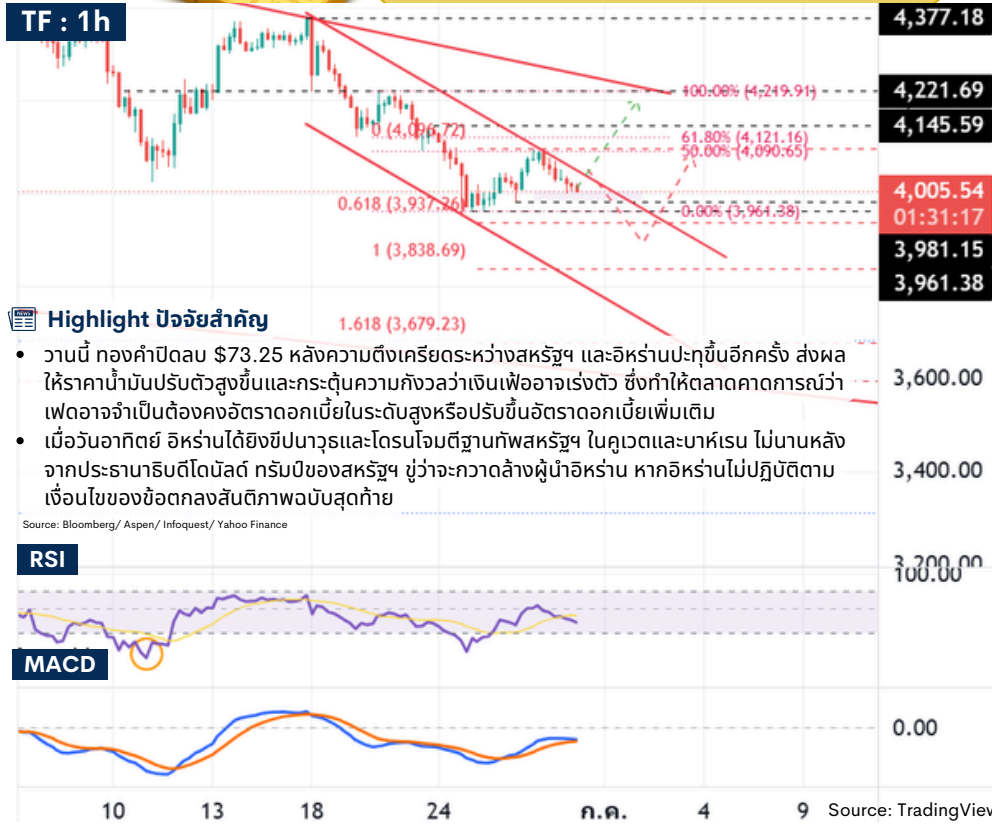 TF : 1h
4,377.18
100.00% (4,219.91)
4,221.69
4,145.59
0 (4,096.72)
61.80% (4,121.16)
50.00% (4,090.65)
4,005.54
01:31:17
0.618 (3,937.26)
0.00% (3,961.38)
3,981.15
3,961.38
1 (3,838.69)
1.618 (3,679.23)
NEWS
Highlight ปัจจัยสำคัญ
• วานนี้ ทองคำปิดลบ $73.25 หลังความตึงเครียดระหว่างสหรัฐฯ และอิหร่านปะทุขึ้นอีกครั้ง ส่งผล
ให้ราคาน้ำมันปรับตัวสูงขึ้นและกระตุ้นความกังวลว่าเงินเฟ้ออาจเร่งตัว ซึ่งทำให้ตลาดคาดการณ์ว่า
เฟดอาจจำเป็นต้องคงอัตราดอกเบี้ยในระดับสูงหรือปรับขึ้นอัตราดอกเบี้ยเพิ่มเติม
• เมื่อวันอาทิตย์ อิหร่านได้ยิงขีปนาวุธและโดรนโจมตีฐานทัพสหรัฐฯ ในคูเวตและบาห์เรน ไม่นานหลัง
จากประธานาธิบดีโดนัลด์ ทรัมป์ของสหรัฐฯ ขู่ว่าจะกวาดล้างผู้นำอิหร่าน หากอิหร่านไม่ปฏิบัติตาม
เงื่อนไขของข้อตกลงสันติภาพฉบับสุดท้าย
Source: Bloomberg/ Aspen/ Infoquest/ Yahoo Finance
3,600.00
3,400.00
3,200.00
RSI
100.00
MACD
0.00
10 13 18 24 ก.ค. 4 9
Source: TradingView